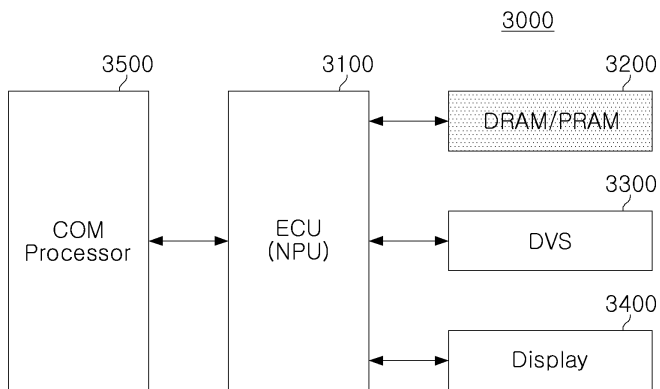 3000
3500
3100
3200
COM
Processor
ECU
(NPU)
DRAM/PRAM
3300
DVS
3400
Display